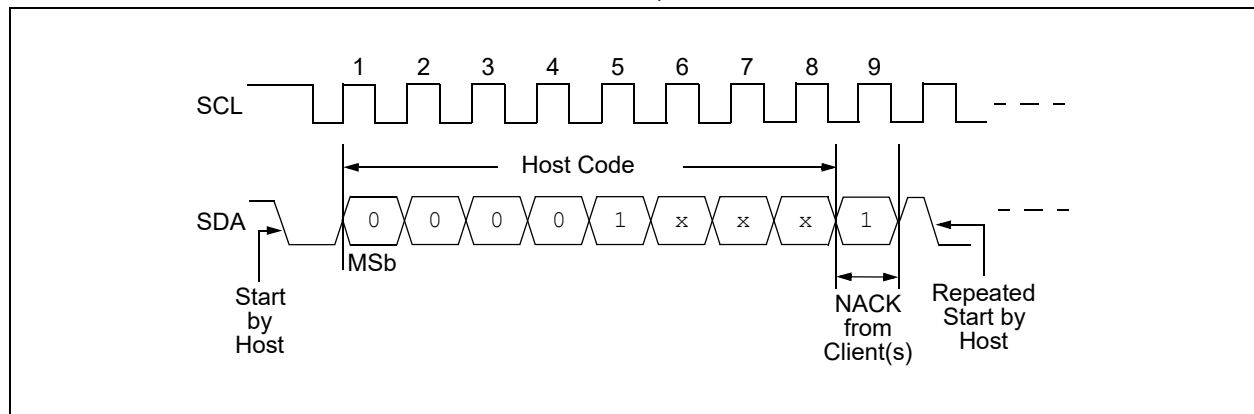 1 2 3 4 5 6 7 8 9
SCL
Host Code
SDA
0 0 0 0 1 x x x 1
MSb
Start
by
Host
NACK
from
Client(s)
Repeated
Start by
Host